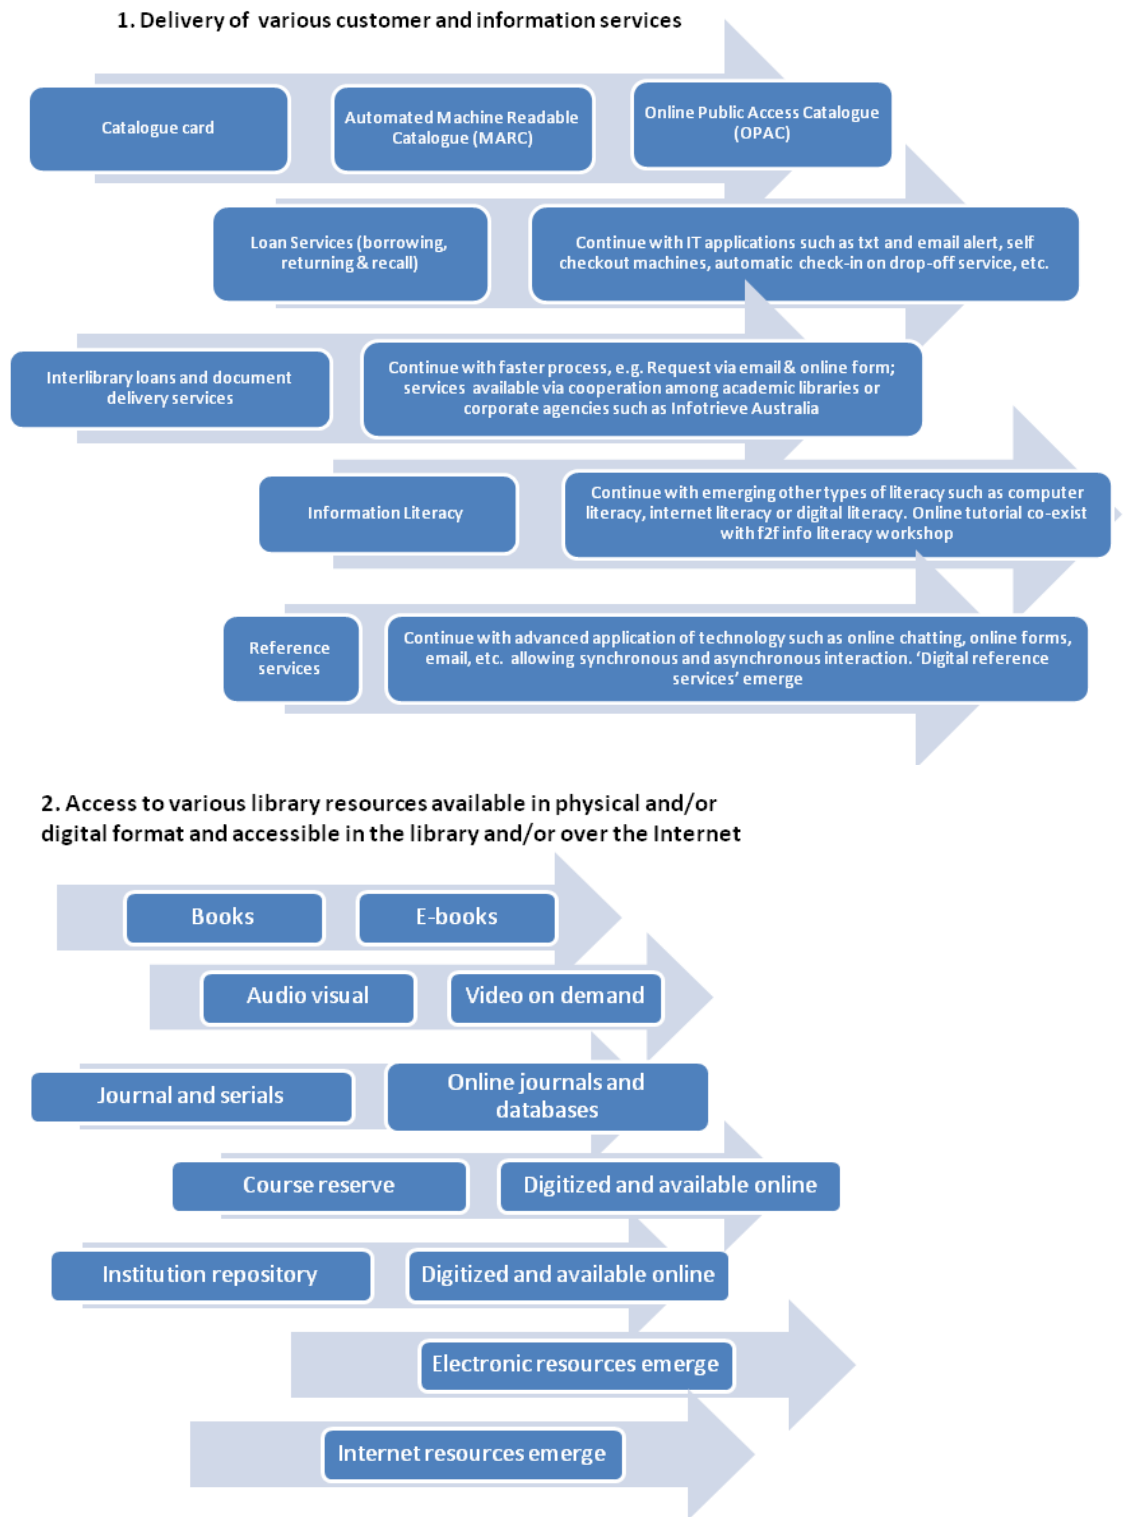 1. Delivery of various customer and information services
Catalogue card
Automated Machine Readable
Catalogue (MARC)
Online Public Access Catalogue
(OPAC)
Loan Services (borrowing,
returning & recall)
Continue with IT applications such as txt and email alert, self
checkout machines, automatic check-in on drop-off service, etc.
Interlibrary loans and document
delivery services
Continue with faster process, e.g. Request via email & online form;
services available via cooperation among academic libraries or
corporate agencies such as Infotrieve Australia
Information Literacy
Continue with emerging other types of literacy such as computer
literacy, internet literacy or digital literacy. Online tutorial co-exist
with f2f info literacy workshop
Reference
services
Continue with advanced application of technology such as online chatting, online forms,
email, etc. allowing synchronous and asynchronous interaction. ‘Digital reference
services’ emerge
2. Access to various library resources available in physical and/or
digital format and accessible in the library and/or over the Internet
Books
E-books
Audio visual
Video on demand
Journal and serials
Online journals and
databases
Course reserve
Digitized and available online
Institution repository
Digitized and available online
Electronic resources emerge
Internet resources emerge